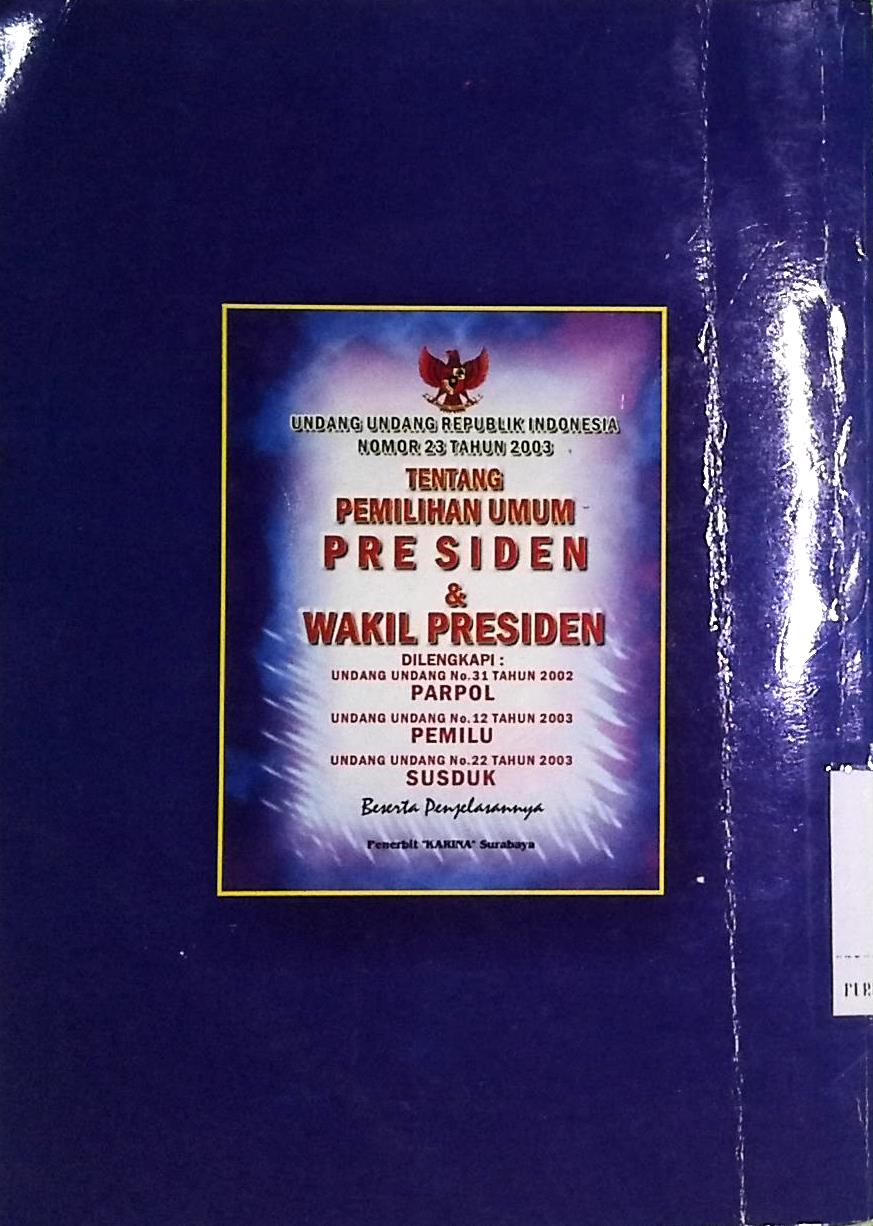 UNDANG UNDANG REPUBLIK INDONESIA
NOMOR 23 TAHUN 2003
TENTANG
PEMILIHAN UMUM
PRESIDEN
&
WAKIL PRESIDEN
DILENGKAPI :
UNDANG UNDANG No.31 TAHUN 2002
PARPOL
UNDANG UNDANG No.12 TAHUN 2003
PEMILU
UNDANG UNDANG No.22 TAHUN 2003
SUSDUK
Beserta Penjelasannya
Penerbit "KARINA" Surabaya